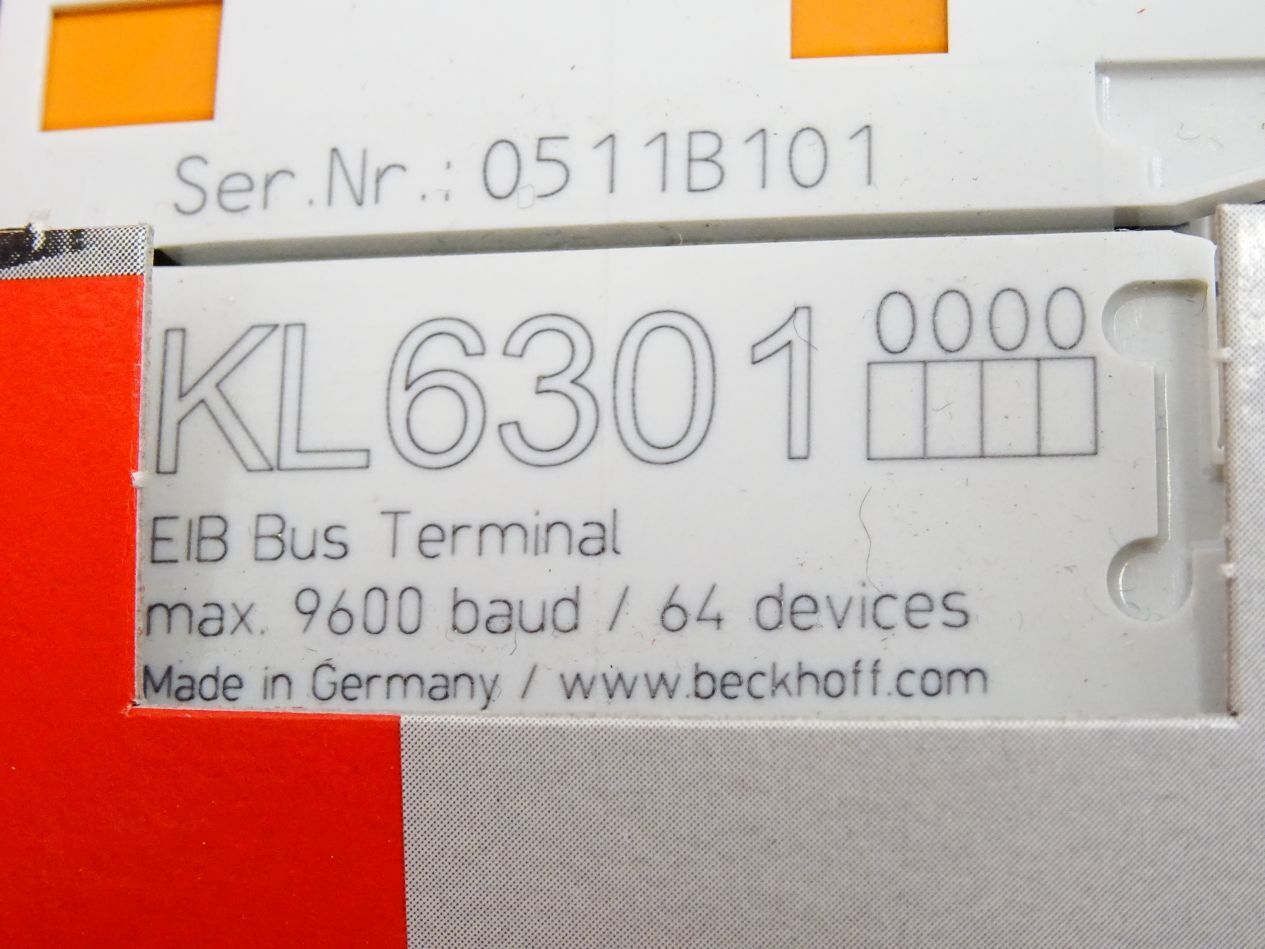 Ser.Nr.: 0511B101
KL6301 0000
EIB Bus Terminal
max. 9600 baud / 64 devices
Made in Germany / www.beckhoff.com